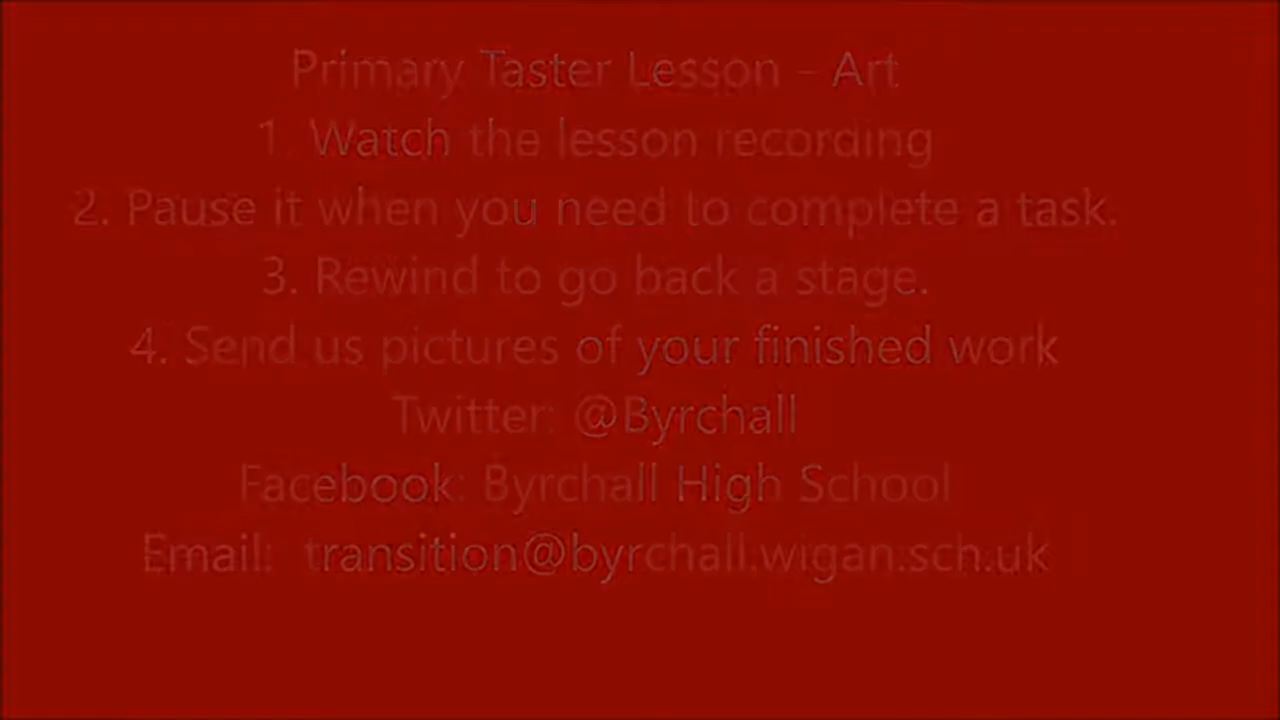 Primary Taster Lesson - Art
1. Watch the lesson recording
2. Pause it when you need to complete a task.
3. Rewind to go back a stage.
4. Send us pictures of your finished work
Twitter: @Byrchall
Facebook: Byrchall High School
Email: transition@byrchall.wigan.sch.uk